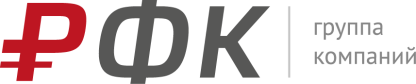 РФК
группа
компаний